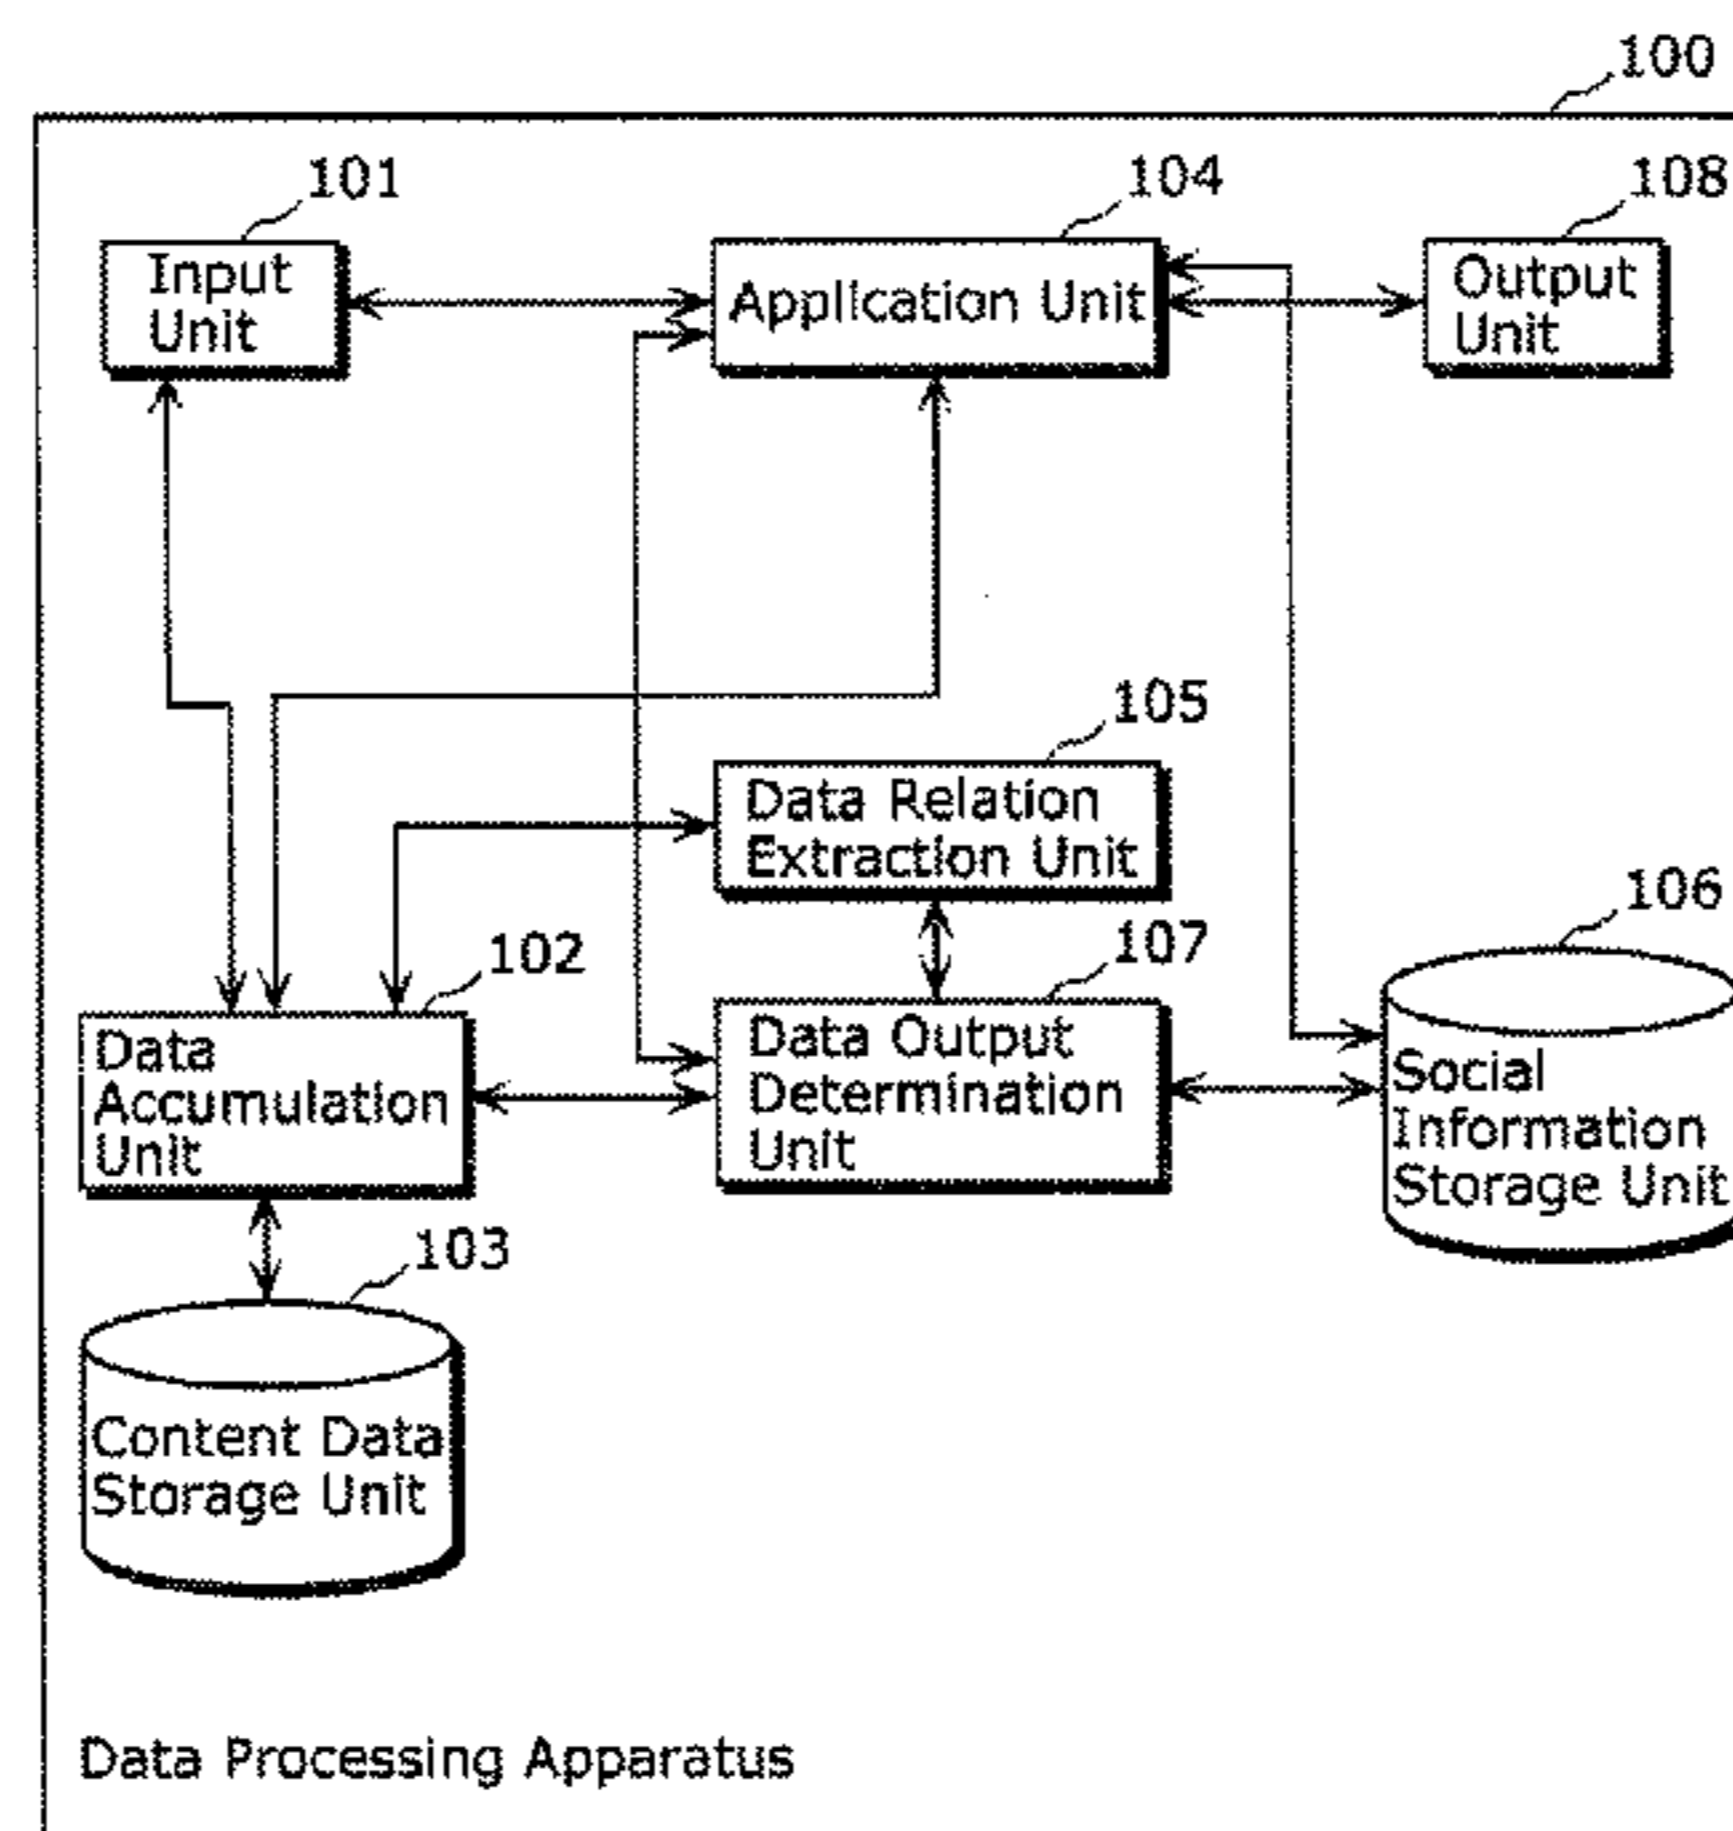 100
101
104
108
Input
Unit
Application Unit
Output
Unit
105
Data Relation
Extraction Unit
106
102
107
Data
Accumulation
Unit
Data Output
Determination
Unit
Social
Information
Storage Unit
103
Content Data
Storage Unit
Data Processing Apparatus